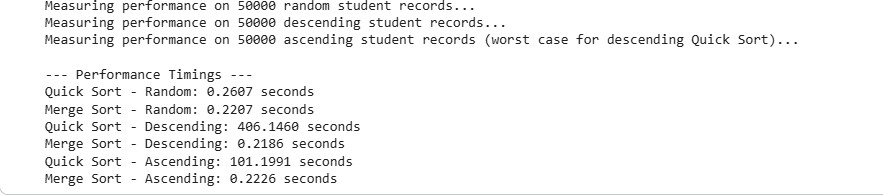 Measuring performance on 50000 random student records...
Measuring performance on 50000 descending student records...
Measuring performance on 50000 ascending student records (worst case for descending Quick Sort)...
--- Performance Timings ---
Quick Sort - Random: 0.2607 seconds
Merge Sort - Random: 0.2207 seconds
Quick Sort - Descending: 406.1460 seconds
Merge Sort - Descending: 0.2186 seconds
Quick Sort - Ascending: 101.1991 seconds
Merge Sort - Ascending: 0.2226 seconds